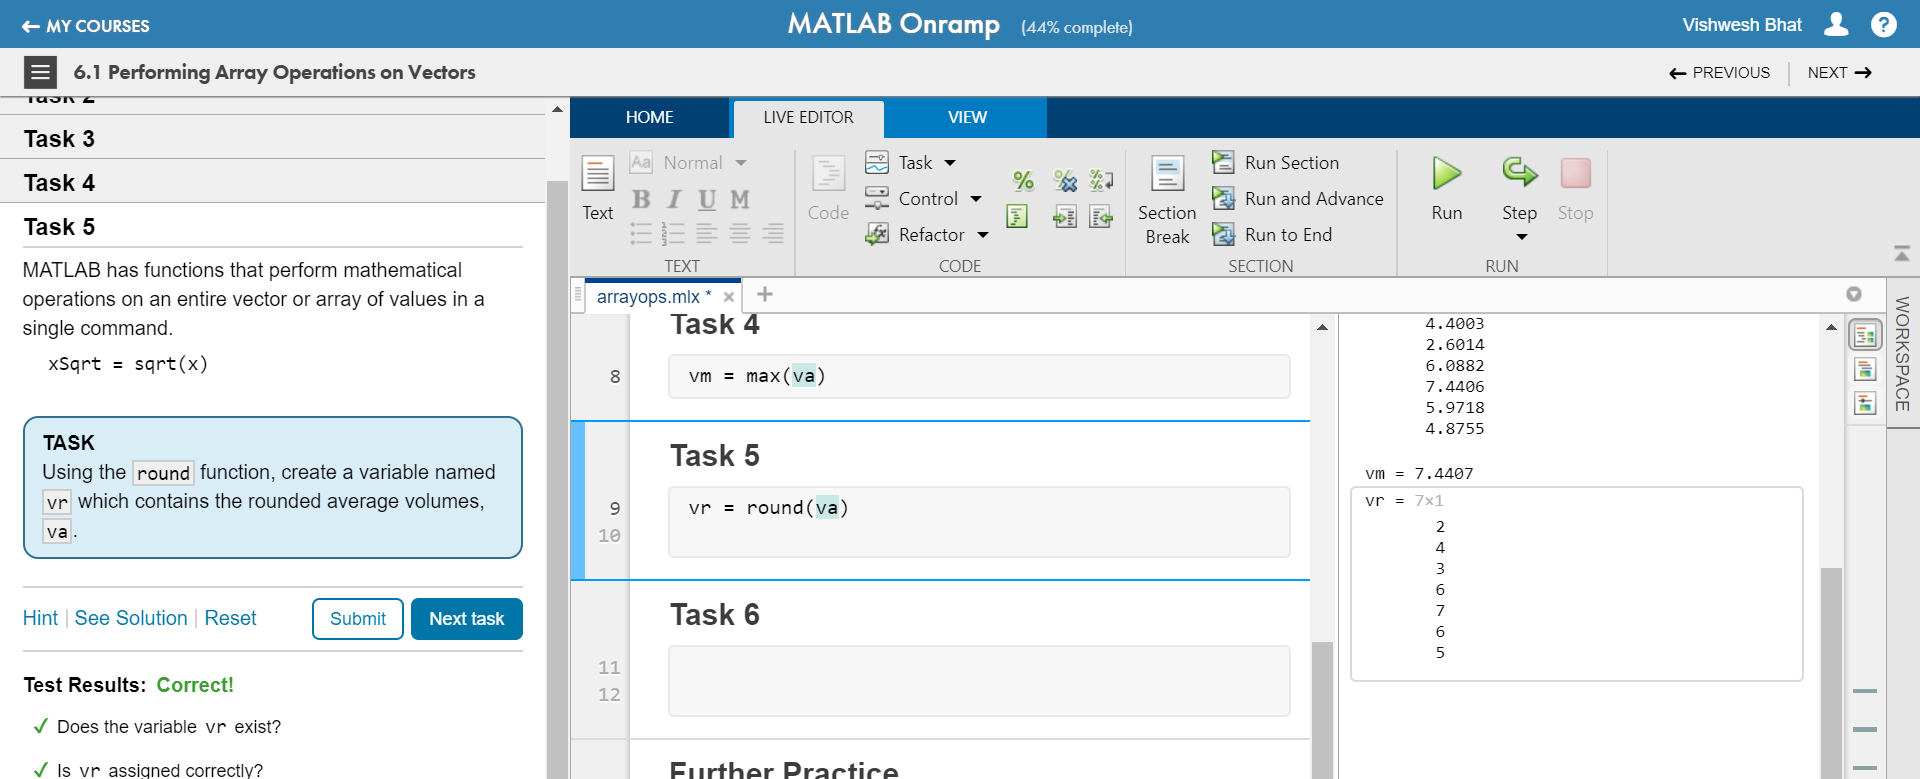 MY COURSES
MATLAB Onramp (44% complete)
Vishwesh Bhat
?
6.1 Performing Array Operations on Vectors
PREVIOUS
NEXT
Task 2
Task 3
Task 4
Task 5
MATLAB has functions that perform mathematical
operations on an entire vector or array of values in a
single command.
xSqrt = sqrt(x)
TASK
Using the round function, create a variable named
vr which contains the rounded average volumes,
va.
Hint
See Solution
Reset
Submit
Next task
Test Results: Correct!
✓ Does the variable vr exist?
✓ Is vr assigned correctly?
HOME
LIVE EDITOR
VIEW
Text
Aa Normal
B I U M
TEXT
Code
Task
Control
Refactor
CODE
Section
Break
Run Section
Run and Advance
Run to End
SECTION
Run
Step
Stop
RUN
arrayops.mlx * ×
+
Task 4
8 vm = max(va)
Task 5
9 vr = round(va)
10
Task 6
11
12
Further Practice
4.4003
2.6014
6.0882
7.4406
5.9718
4.8755
vm = 7.4407
vr = 7×1
2
4
3
6
7
6
5
WORKSPACE